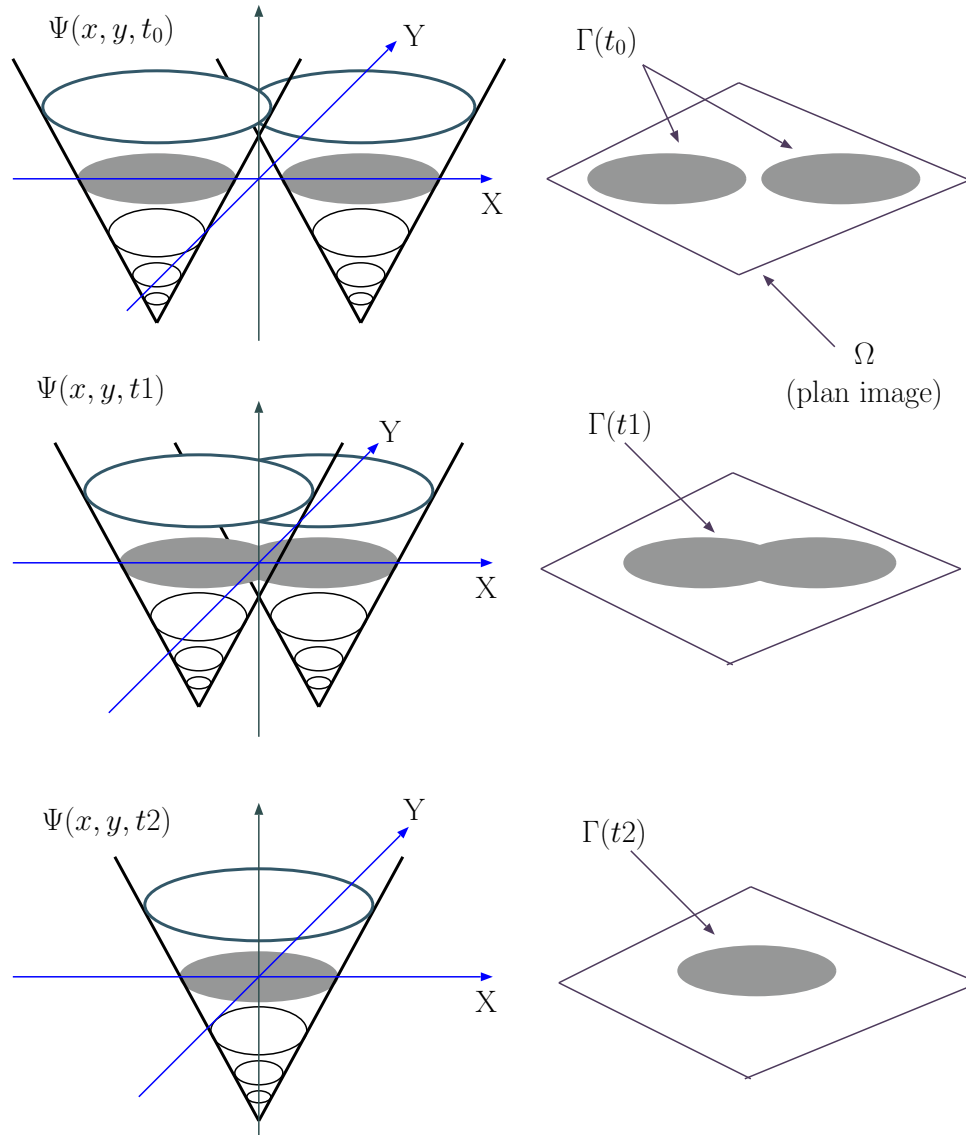 Ψ(x, y, t₀)
Y
X
Γ(t₀)
Ω
(plan image)
Ψ(x, y, t1)
Y
X
Γ(t1)
Ψ(x, y, t2)
Y
X
Γ(t2)